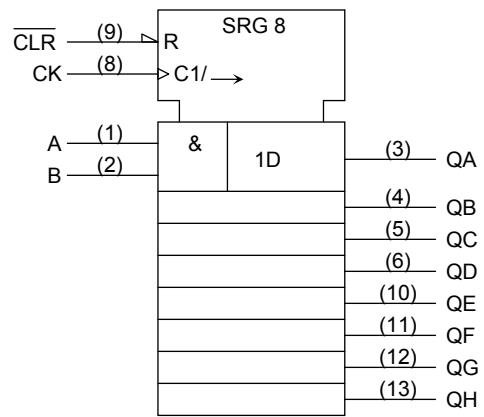 SRG 8
CLR (9) R
CK (8) C1/
A (1) & 1D (3) QA
B (2)
(4) QB
(5) QC
(6) QD
(10) QE
(11) QF
(12) QG
(13) QH